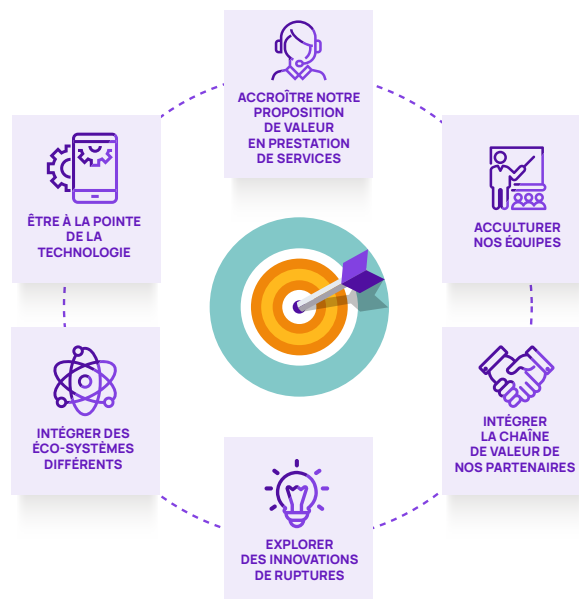 ACCROÎTRE NOTRE
PROPOSITION
DE VALEUR
EN PRESTATION
DE SERVICES
ACCULTURER
NOS ÉQUIPES
INTÉGRER
LA CHAÎNE
DE VALEUR DE
NOS PARTENAIRES
EXPLORER
DES INNOVATIONS
DE RUPTURES
INTÉGRER DES
ÉCO-SYSTÈMES
DIFFÉRENTS
ÊTRE À LA POINTE
DE LA
TECHNOLOGIE